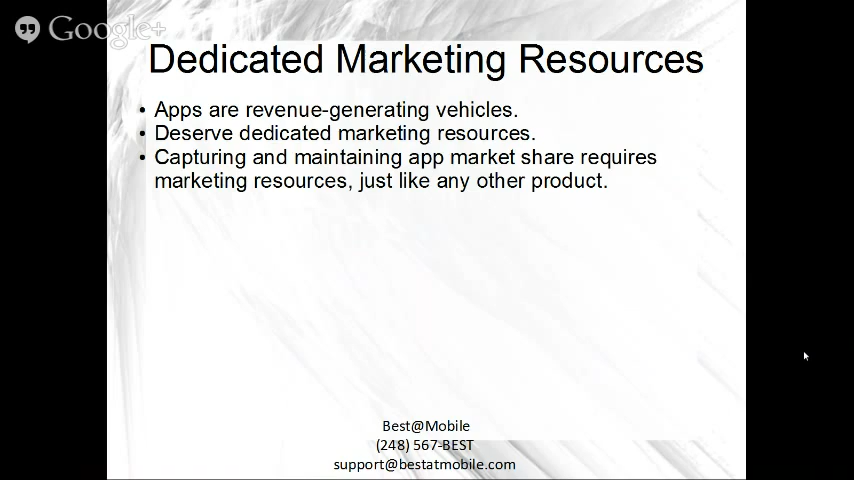 Google+
Dedicated Marketing Resources
• Apps are revenue-generating vehicles.
• Deserve dedicated marketing resources.
• Capturing and maintaining app market share requires
marketing resources, just like any other product.
Best@Mobile
(248) 567-BEST
support@bestatmobile.com